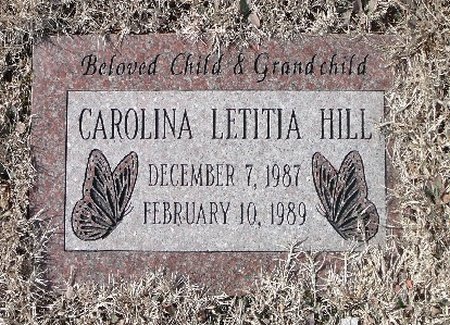 Beloved Child & Grandchild
CAROLINA LETITIA HILL
DECEMBER 7, 1987
FEBRUARY 10, 1989